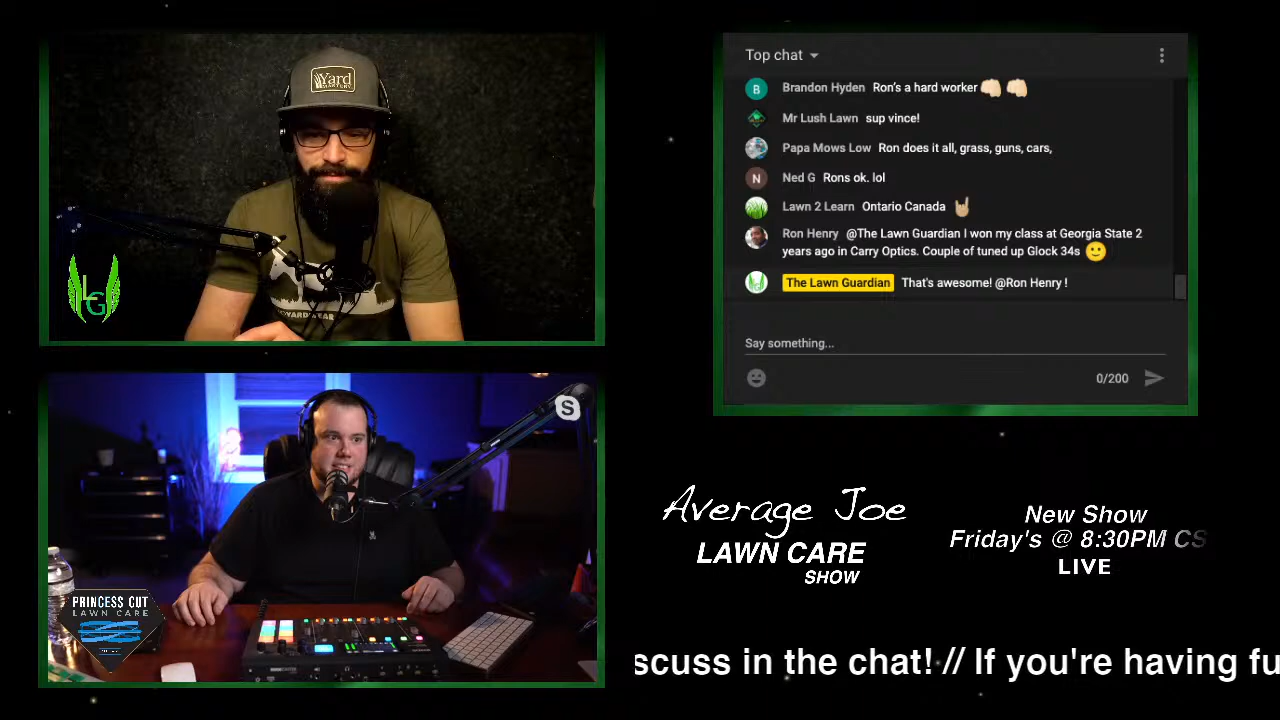 Yard
MASTERY
LG
YARDWEAR
S
PRINCESS CUT
LAWN CARE
Top chat
B Brandon Hyden Ron's a hard worker
Mr Lush Lawn sup vince!
Papa Mows Low Ron does it all, grass, guns, cars,
N Ned G Rons ok. lol
Lawn 2 Learn Ontario Canada
Ron Henry @The Lawn Guardian I won my class at Georgia State 2
years ago in Carry Optics. Couple of tuned up Glock 34s
The Lawn Guardian That's awesome! @Ron Henry !
Say something...
0/200
Average Joe
LAWN CARE
SHOW
New Show
Friday's @ 8:30PM CS
LIVE
scuss in the chat! // If you're having fu